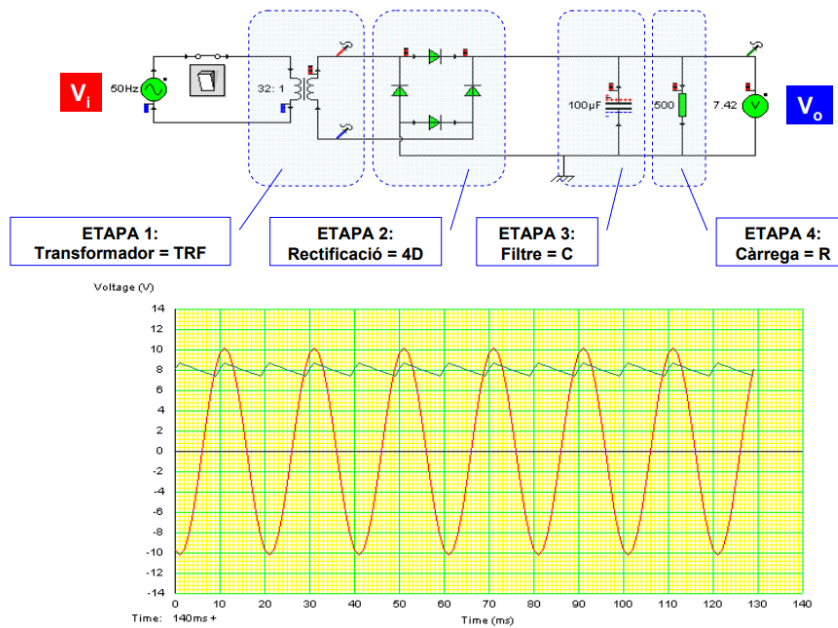 Vi
50Hz
32: 1
100µF
500
7.42
V
Vo
ETAPA 1:
Transformador = TRF
ETAPA 2:
Rectificació = 4D
ETAPA 3:
Filtre = C
ETAPA 4:
Càrrega = R
Voltage (V)
14
12
10
8
6
4
2
0
-2
-4
-6
-8
-10
-12
-14
0 10 20 30 40 50 60 70 80 90 100 110 120 130 140
Time: 140ms + Time (ms)